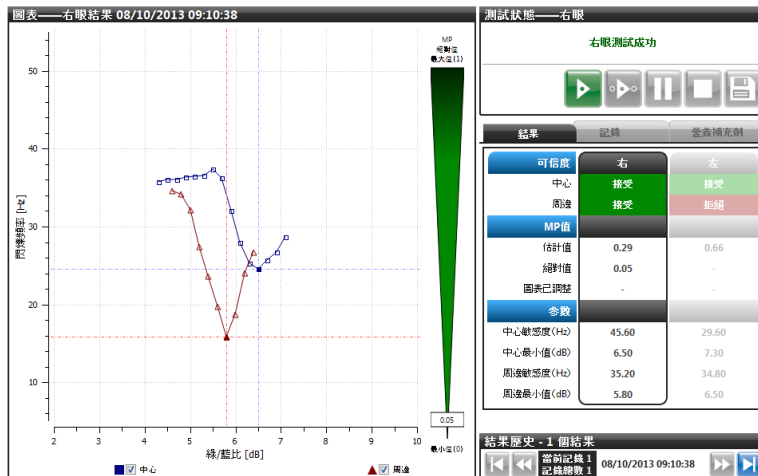 圖表——右眼結果 08/10/2013 09:10:38
MP
絕對位
最大位(1)
50
40
30
20
10
閃爍頻率 [Hz]
2 3 4 5 6 7 8 9 10
綠/藍比 [dB]
中心 周邊
0.05
最小位(0)
測試狀態——右眼
右眼測試成功
結果 記錄 營養補充劑
可信度 右 左
中心 接受 接受
周邊 接受 拒絕
MP值
估計值 0.29 0.66
絕對值 0.05 -
圖表已調整 - -
參數
中心敏感度(Hz) 45.60 29.60
中心最小值(dB) 6.50 7.30
周邊敏感度(Hz) 35.20 34.80
周邊最小值(dB) 5.80 6.50
結果歷史 - 1 個結果
當前記錄 1
記錄總數 1
08/10/2013 09:10:38